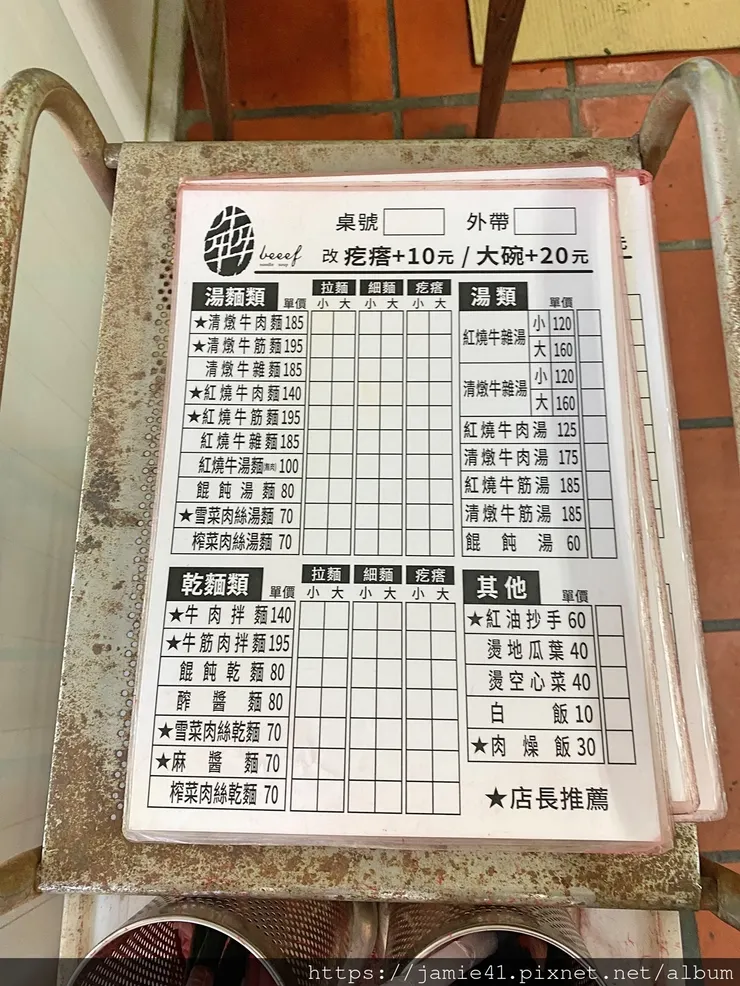 桌號 外帶
beeef
noodle soup
改 疙瘩+10元 / 大碗+20元
湯麵類 單價 拉麵 細麵 疙瘩
小 大 小 大 小 大
★清燉牛肉麵 185
★清燉牛筋麵 195
清燉牛雜麵 185
★紅燒牛肉麵 140
★紅燒牛筋麵 195
紅燒牛雜麵 185
紅燒牛湯麵 100
餛飩湯麵 80
★雪菜肉絲湯麵 70
榨菜肉絲湯麵 70
湯類 單價
紅燒牛雜湯 小 120
大 160
清燉牛雜湯 小 120
大 160
紅燒牛肉湯 125
清燉牛肉湯 175
紅燒牛筋湯 185
清燉牛筋湯 185
餛飩湯 60
乾麵類 單價 拉麵 細麵 疙瘩
小 大 小 大 小 大
★牛肉拌麵 140
★牛筋肉拌麵 195
餛飩乾麵 80
醡醬麵 80
★雪菜肉絲乾麵 70
★麻醬麵 70
榨菜肉絲乾麵 70
其他 單價
★紅油抄手 60
燙地瓜葉 40
燙空心菜 40
白飯 10
★肉燥飯 30
★店長推薦
元
https://jamie41.pixnet.net/album